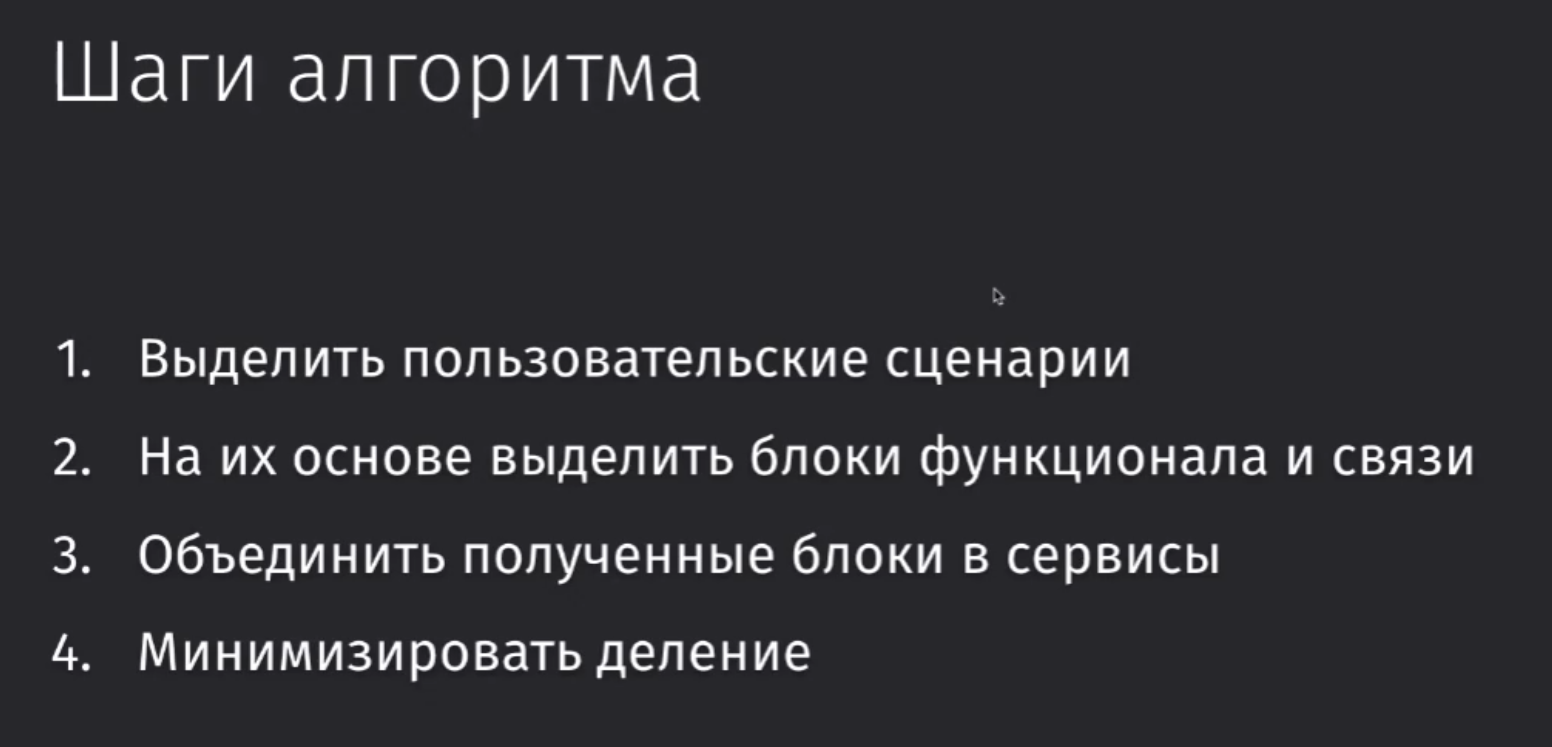 Шаги алгоритма
1. Выделить пользовательские сценарии
2. На их основе выделить блоки функционала и связи
3. Объединить полученные блоки в сервисы
4. Минимизировать деление